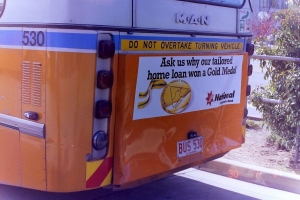 M·A·N
530
DO NOT OVERTAKE TURNING VEHICLE
Ask us why our tailored
home loan won a Gold Medal
National
BUS 530